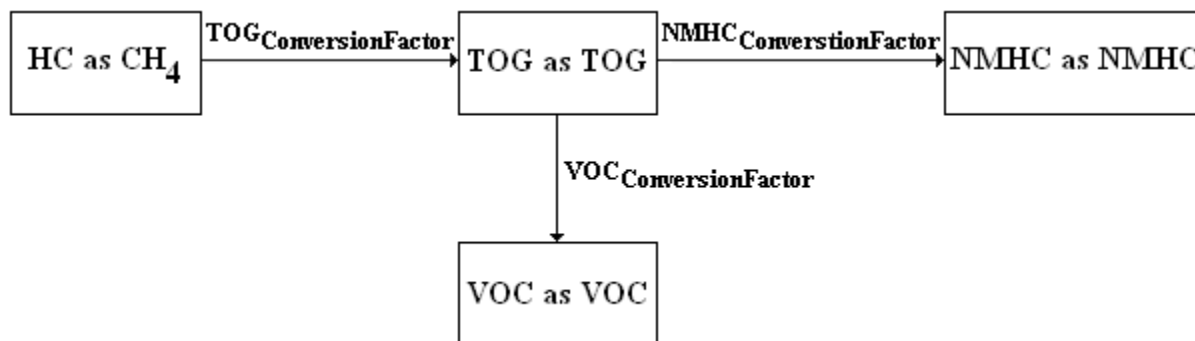 HC as CH4
TOGConversionFactor
TOG as TOG
NMHCConverstionFactor
NMHC as NMHC
VOCConversionFactor
VOC as VOC